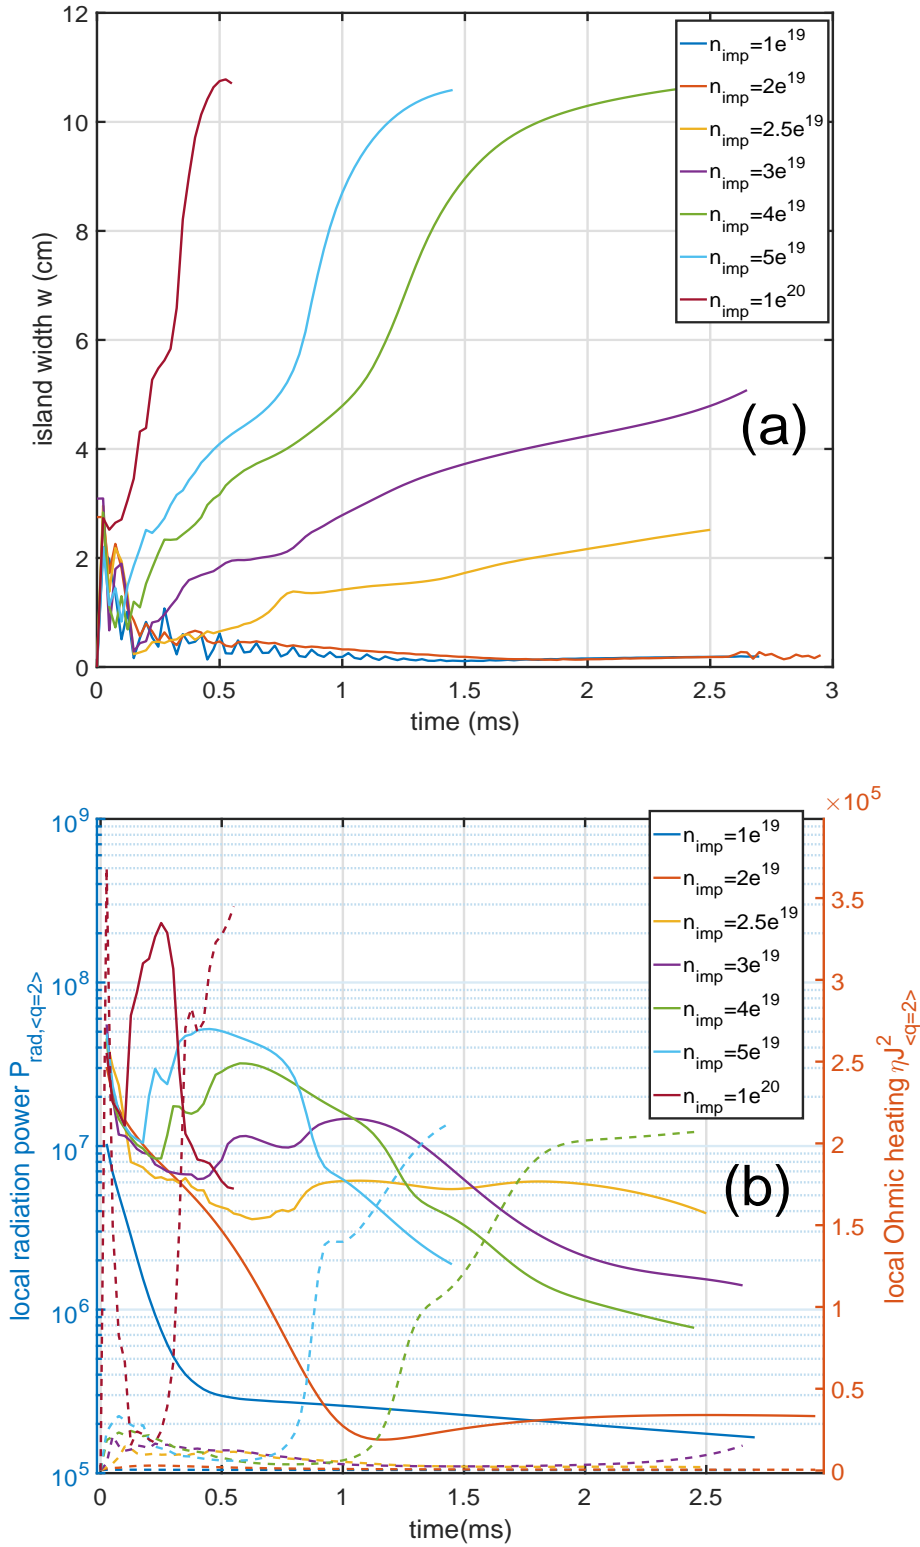 12
10
8
6
4
2
0
island width w (cm)
n_imp=1e^19
n_imp=2e^19
n_imp=2.5e^19
n_imp=3e^19
n_imp=4e^19
n_imp=5e^19
n_imp=1e^20
(a)
0 0.5 1 1.5 2 2.5 3
time (ms)
×10^5
10^9
10^8
10^7
10^6
10^5
local radiation power P_rad,<q=2>
n_imp=1e^19
n_imp=2e^19
n_imp=2.5e^19
n_imp=3e^19
n_imp=4e^19
n_imp=5e^19
n_imp=1e^20
(b)
3.5
3
2.5
2
1.5
1
0.5
0
local Ohmic heating ηJ^2_<q=2>
0 0.5 1 1.5 2 2.5
time(ms)